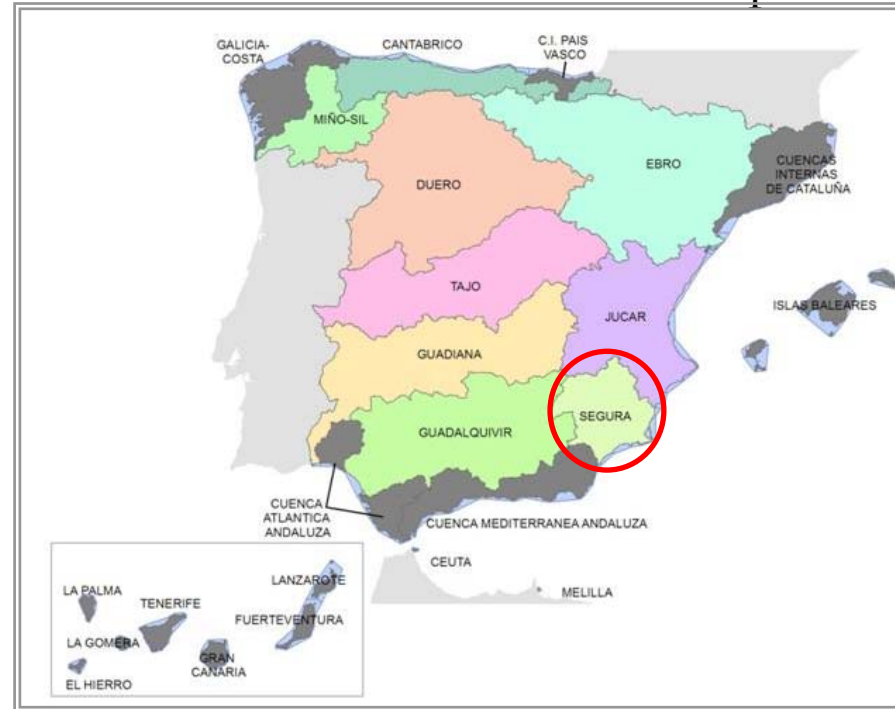 GALICIA-
COSTA
CANTABRICO
C.I. PAIS
VASCO
MIÑO-SIL
DUERO
EBRO
CUENCAS
INTERNAS
DE CATALUÑA
TAJO
JUCAR
ISLAS BALEARES
GUADIANA
SEGURA
GUADALQUIVIR
CUENCA
ATLANTICA
ANDALUZA
CUENCA MEDITERRANEA ANDALUZA
CEUTA
MELILLA
LANZAROTE
LA PALMA
TENERIFE
FUERTEVENTURA
LA GOMERA
GRAN
CANARIA
EL HIERRO